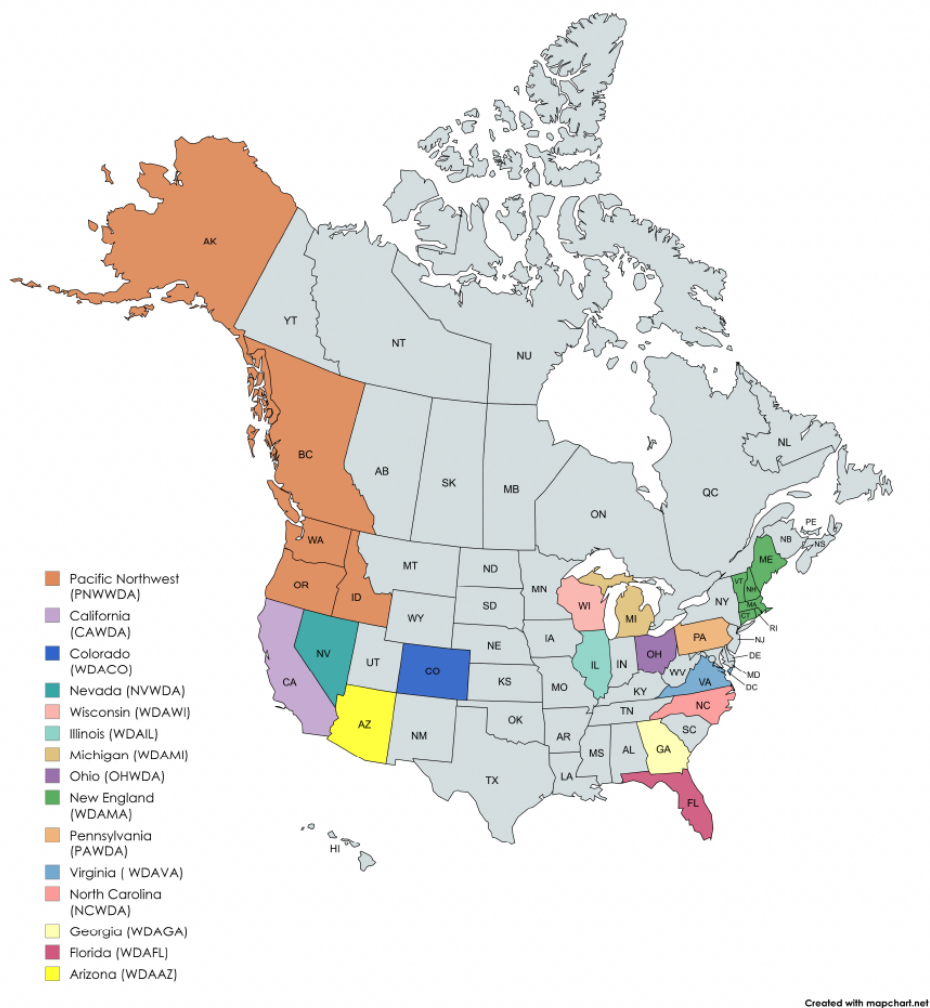 AK
YT
NT
NU
BC
AB
SK
MB
ON
QC
NL
PE
NB
NS
WA
OR
ID
MT
ND
MN
SD
WY
WI
MI
NY
VT
NH
ME
MA
CT
RI
NJ
DE
MD
DC
CA
NV
UT
CO
NE
KS
IA
IL
IN
OH
PA
WV
VA
KY
MO
AZ
NM
OK
AR
TN
NC
SC
TX
LA
MS
AL
GA
FL
HI
Pacific Northwest
(PNWWDA)
California
(CAWDA)
Colorado
(WDACO)
Nevada (NVWDA)
Wisconsin (WDAWI)
Illinois (WDAIL)
Michigan (WDAMI)
Ohio (OHWDA)
New England
(WDAMA)
Pennsylvania
(PAWDA)
Virginia ( WDAVA)
North Carolina
(NCWDA)
Georgia (WDAGA)
Florida (WDAFL)
Arizona (WDAAZ)
Created with mapchart.net